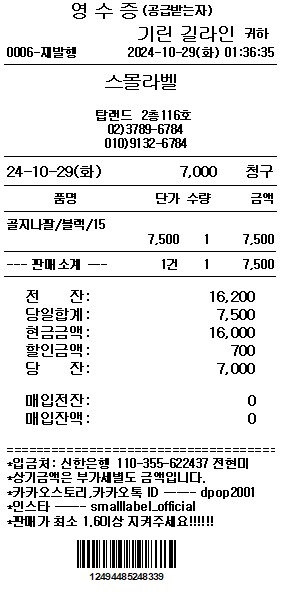 영 수 증 (공급받는자)
기린 길라인 귀하
0006-재발행 2024-10-29(화) 01:36:35
스몰라벨
탑랜드 2층116호
02)3789-6784
010)9132-6784
24-10-29(화) 7,000 청구
품명 단가 수량 금액
골지나팔/블랙/15
7,500 1 7,500
--- 판매소계 --- 1건 1 7,500
전 잔: 16,200
당일합계: 7,500
현금금액: 16,000
할인금액: 700
당 잔: 7,000
매입전잔: 0
매입잔액: 0
====================================
*입금처: 신한은행 110-355-622437 전현미
*상기금액은 부가세별도 금액입니다.
*카카오스토리,카카오톡 ID ---- dpop2001
*인스타 ---- smalllabel_official
*판매가 최소 1.6이상 지켜주세요!!!!!!
12494485248339